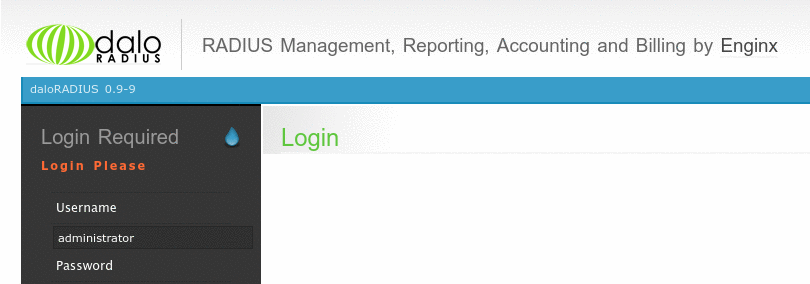 dalo
RADIUS
RADIUS Management, Reporting, Accounting and Billing by Enginx
daloRADIUS 0.9-9
Login Required
Login Please
Login
Username
administrator
Password